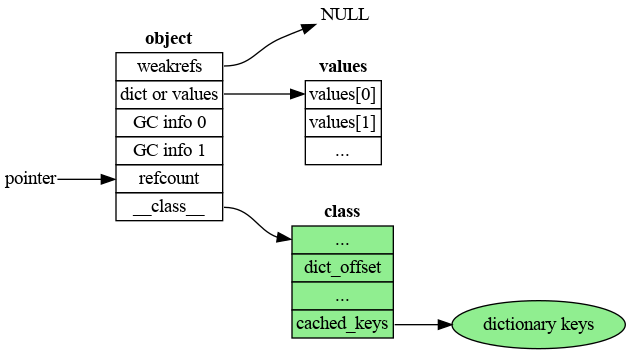 NULL
object
weakrefs
dict or values
GC info 0
GC info 1
refcount
__class__
pointer
values
values[0]
values[1]
...
class
...
dict_offset
...
cached_keys
dictionary keys